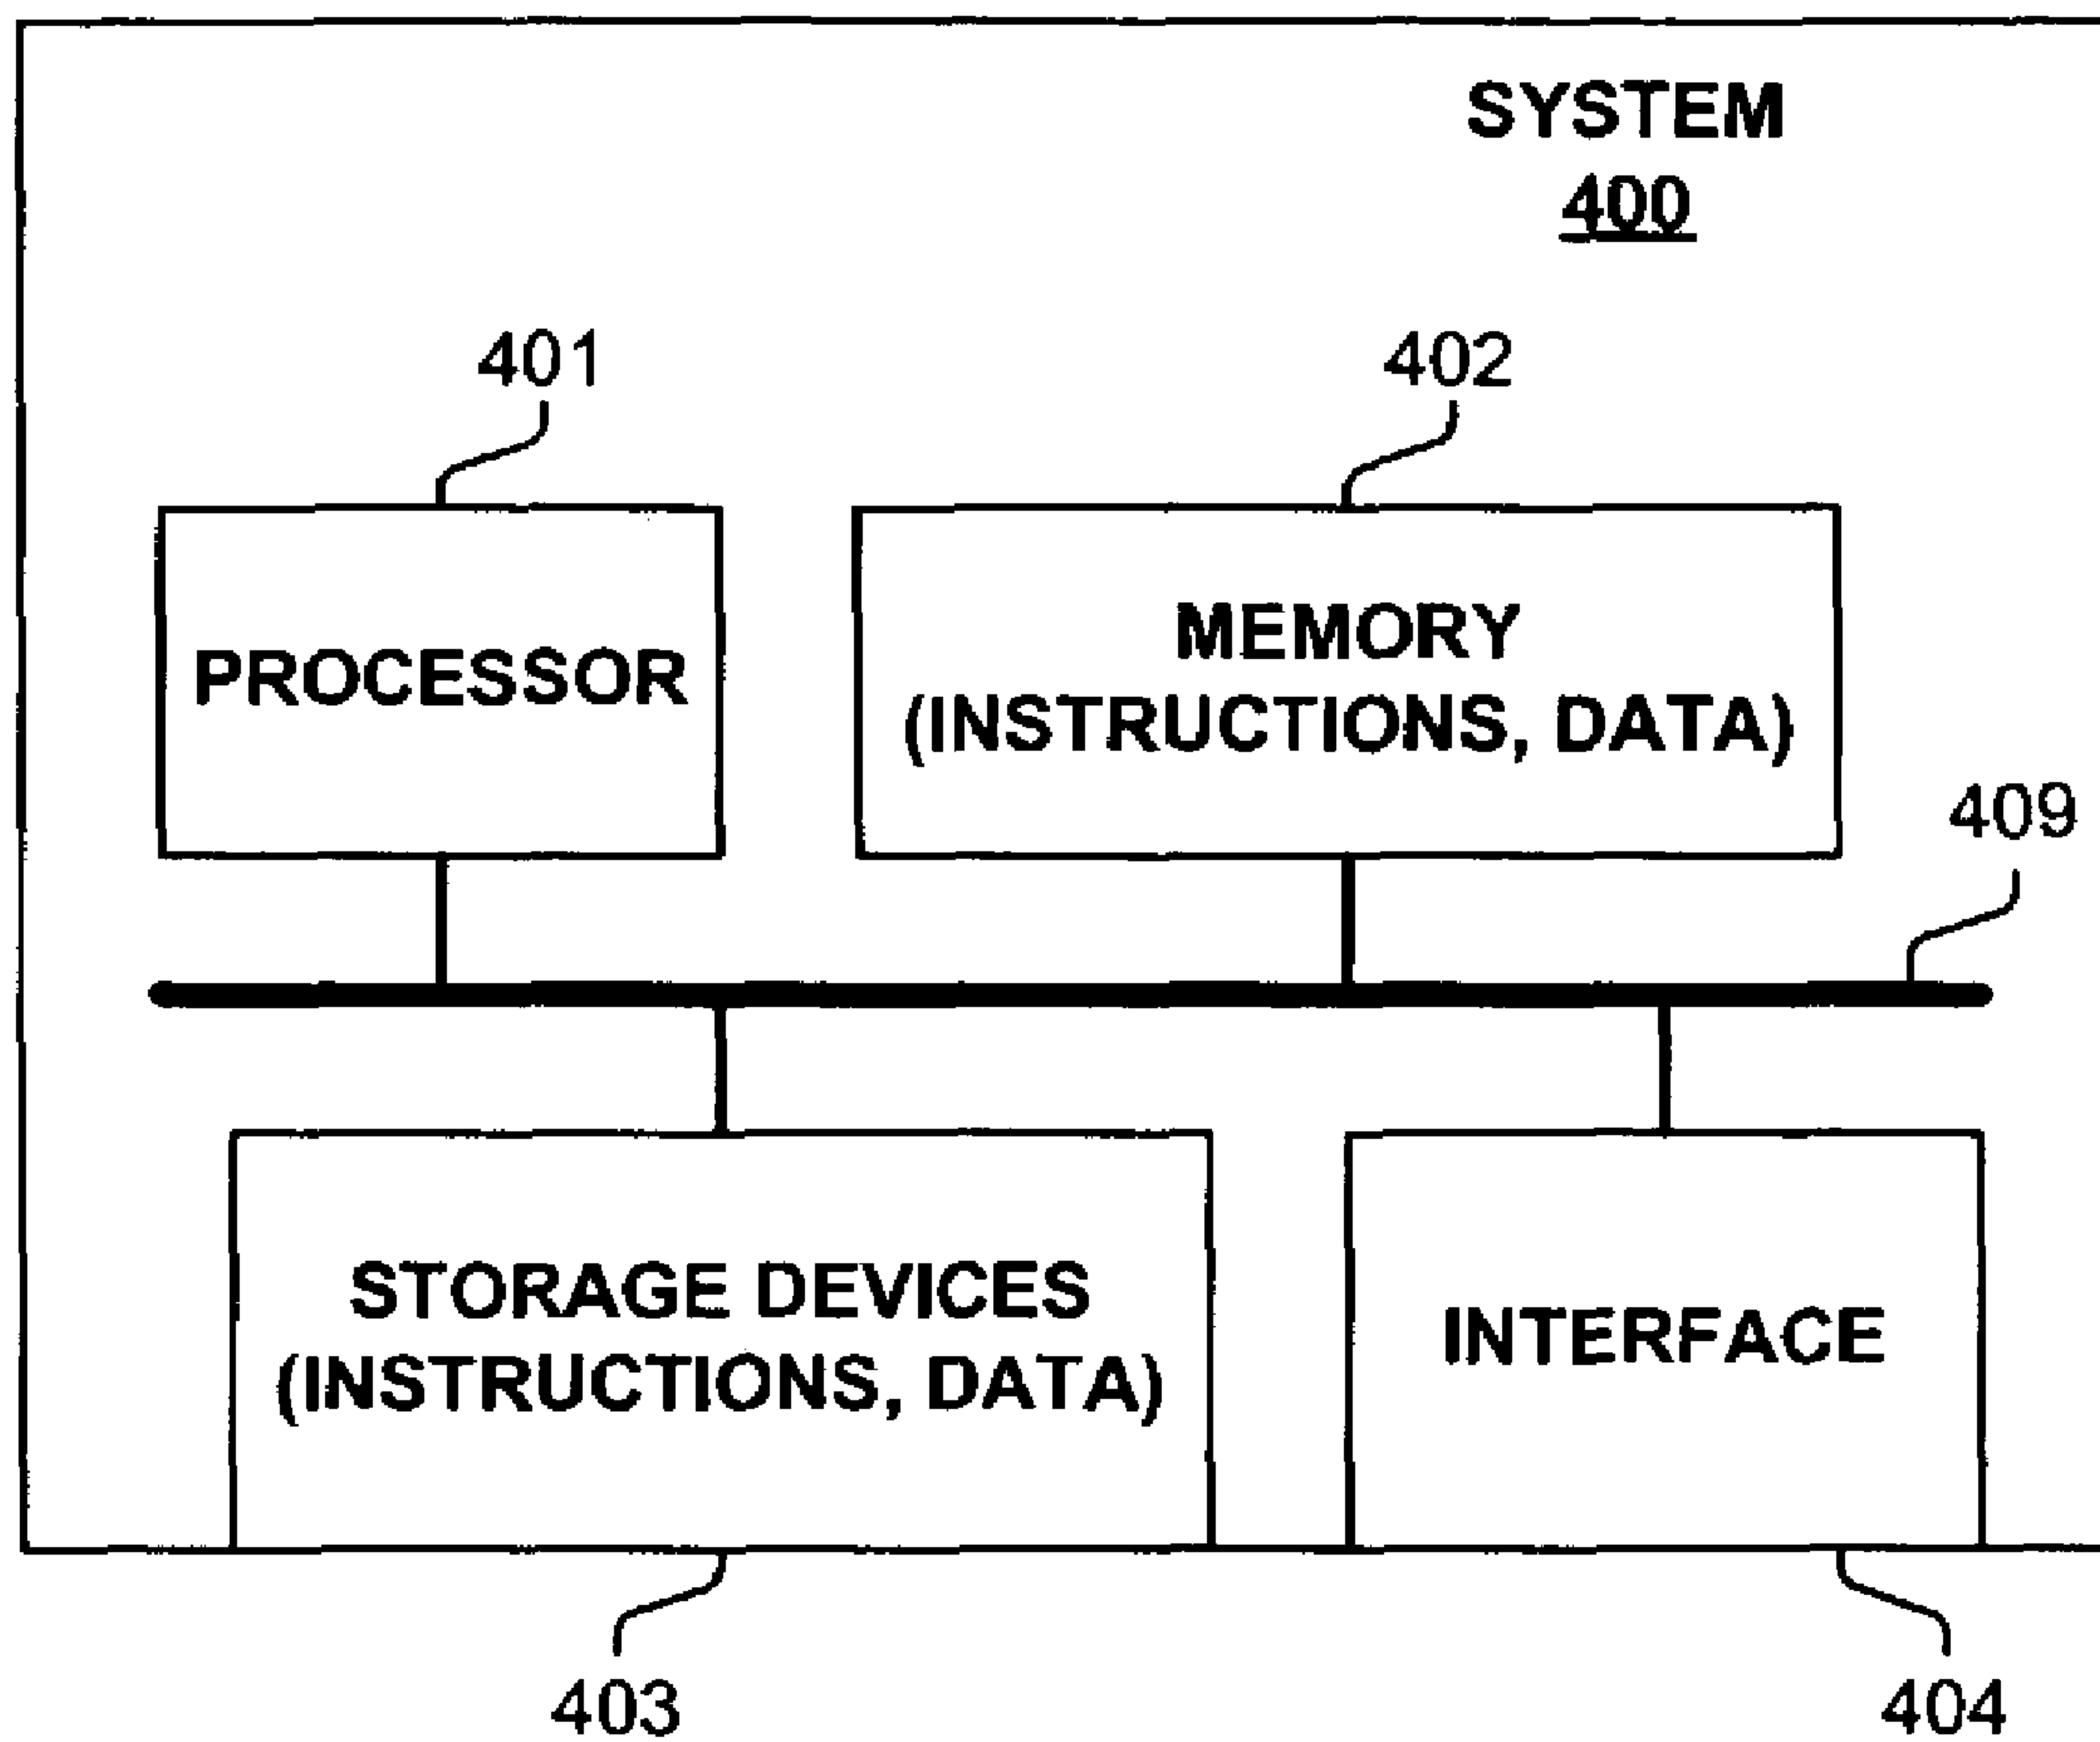 SYSTEM
400
401
402
PROCESSOR
MEMORY
(INSTRUCTIONS, DATA)
409
STORAGE DEVICES
(INSTRUCTIONS, DATA)
INTERFACE
403
404